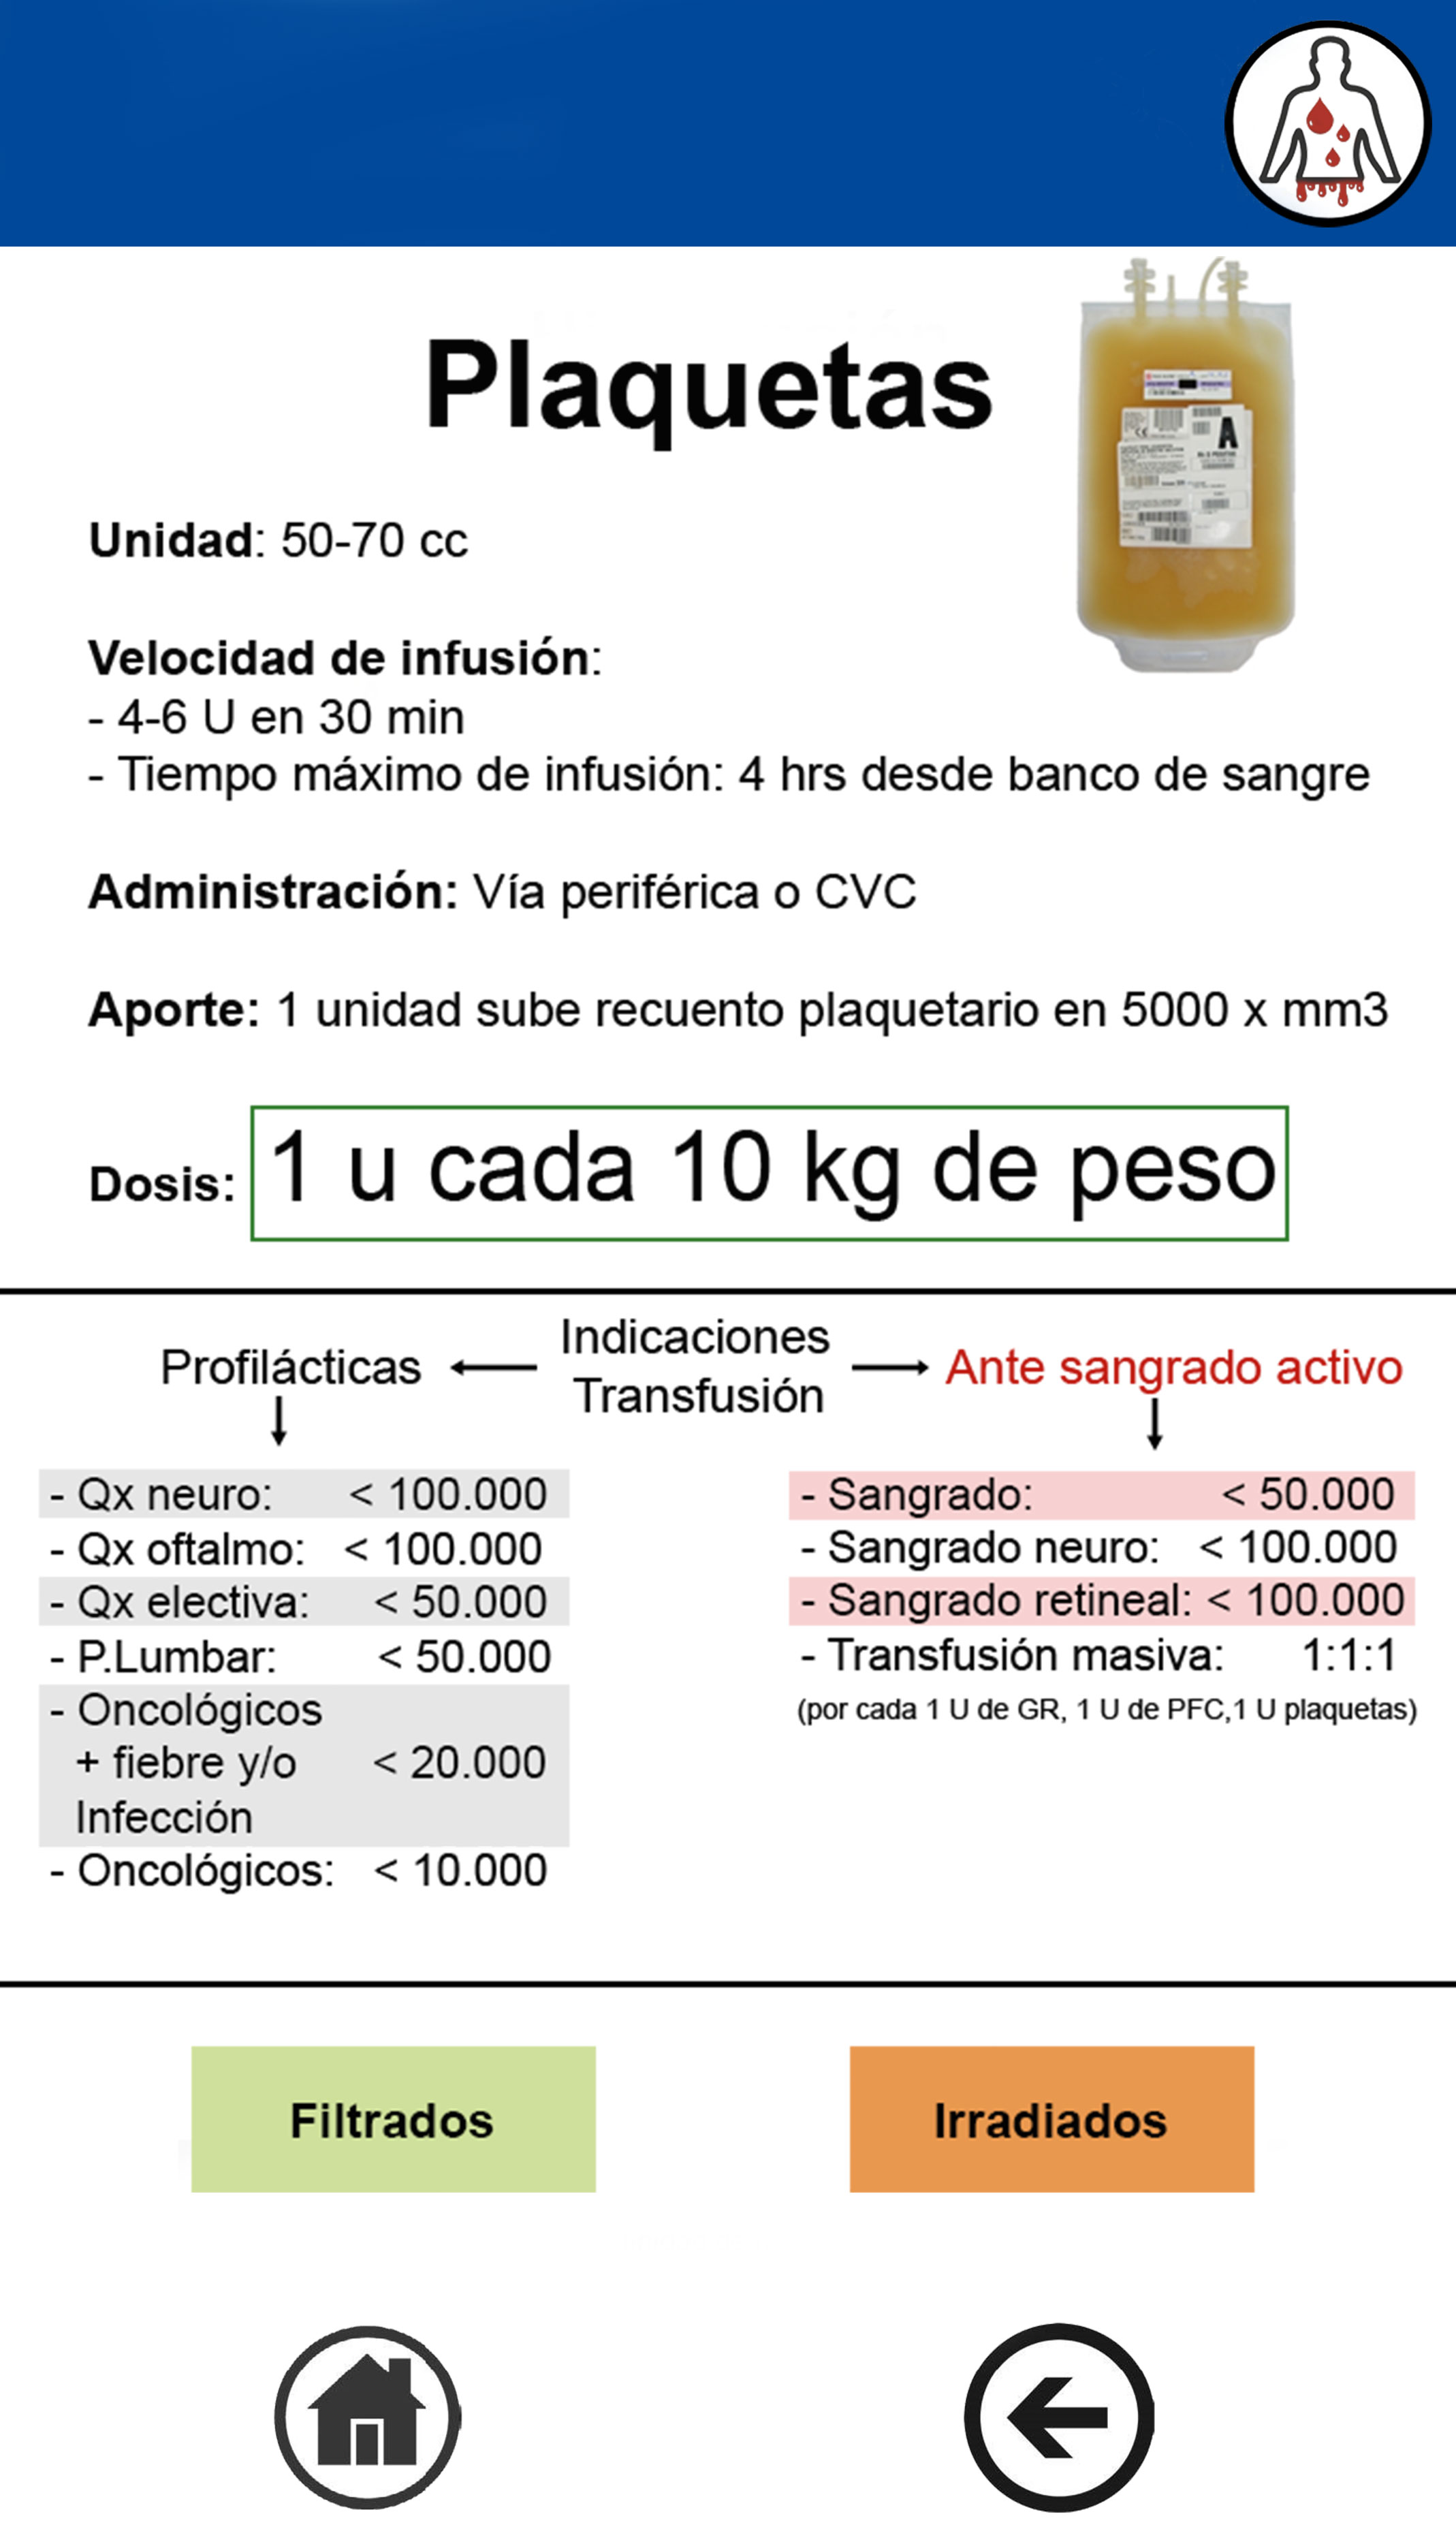 Plaquetas
A
Unidad: 50-70 cc
Velocidad de infusión:
- 4-6 U en 30 min
- Tiempo máximo de infusión: 4 hrs desde banco de sangre
Administración: Vía periférica o CVC
Aporte: 1 unidad sube recuento plaquetario en 5000 x mm3
Dosis: 1 u cada 10 kg de peso
Indicaciones
Transfusión
Profilácticas
- Qx neuro: < 100.000
- Qx oftalmo: < 100.000
- Qx electiva: < 50.000
- P.Lumbar: < 50.000
- Oncológicos
+ fiebre y/o < 20.000
Infección
- Oncológicos: < 10.000
Ante sangrado activo
- Sangrado: < 50.000
- Sangrado neuro: < 100.000
- Sangrado retineal: < 100.000
- Transfusión masiva: 1:1:1
(por cada 1 U de GR, 1 U de PFC,1 U plaquetas)
Filtrados
Irradiados